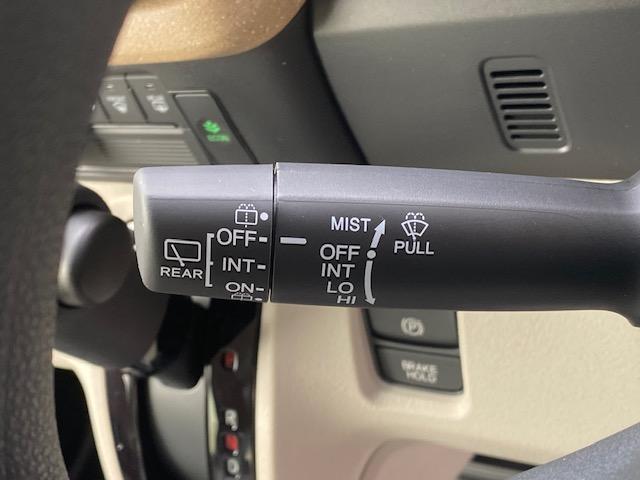 ECON
OFF
INT
ON
REAR
MIST
OFF
INT
LO
HI
PULL
P
BRAKE
HOLD
R
D